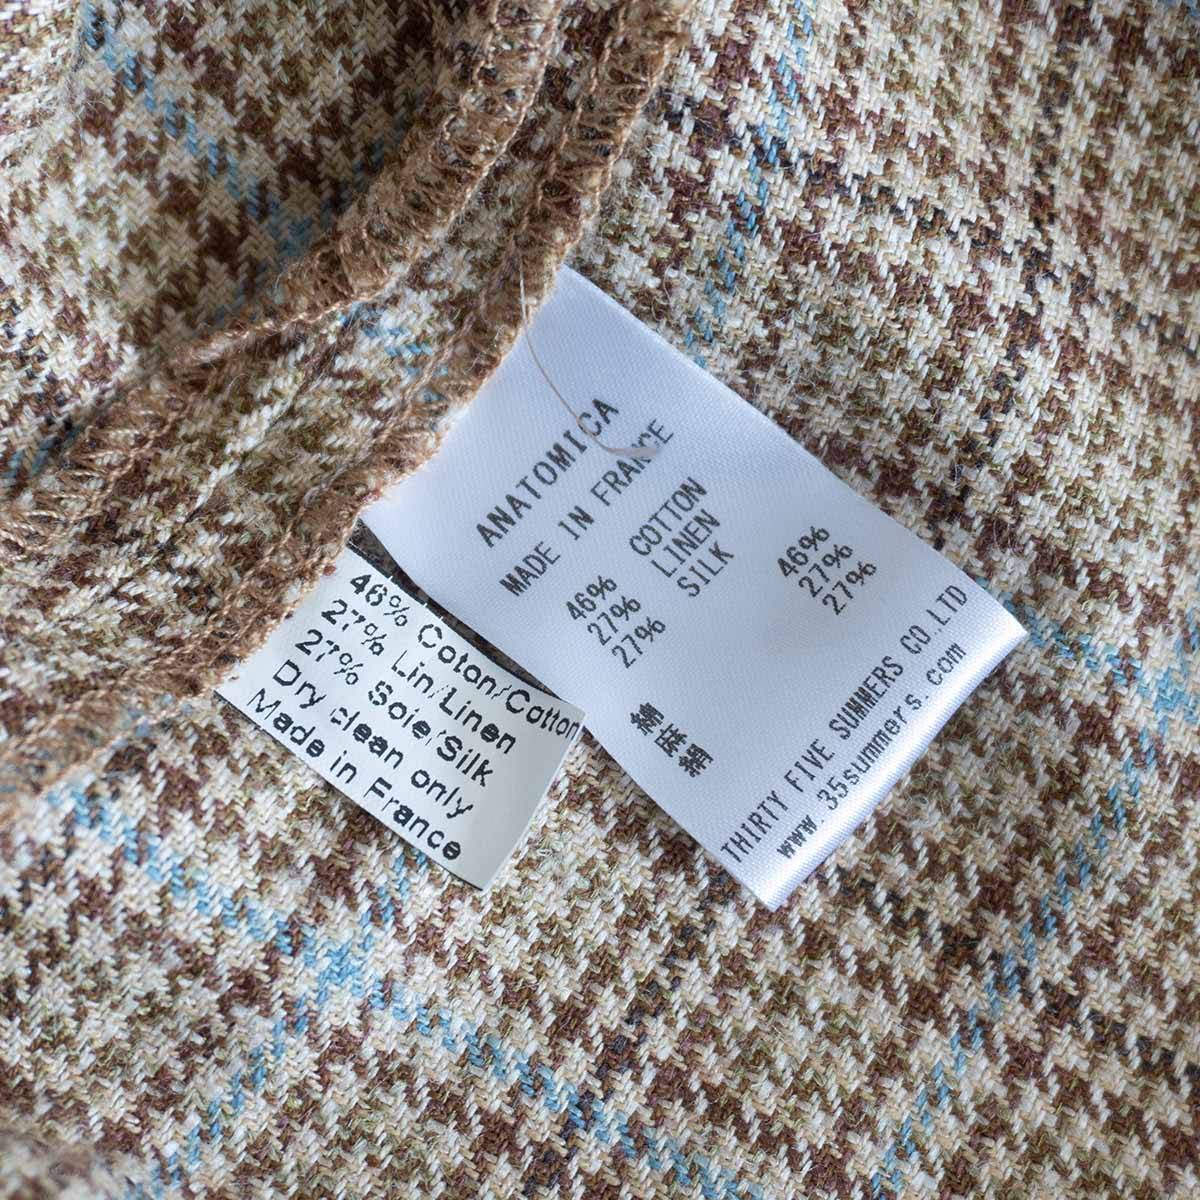 ANATOMICA
MADE IN FRANCE
COTTON 46%
LINEN 27%
SILK 27%
綿 46%
麻 27%
絹 27%
THIRTY FIVE SUMMERS CO.,LTD
www.35summers.com
46% Coton/Cotton
27% Lin/Linen
27% Soie/Silk
Dry clean only
Made in France